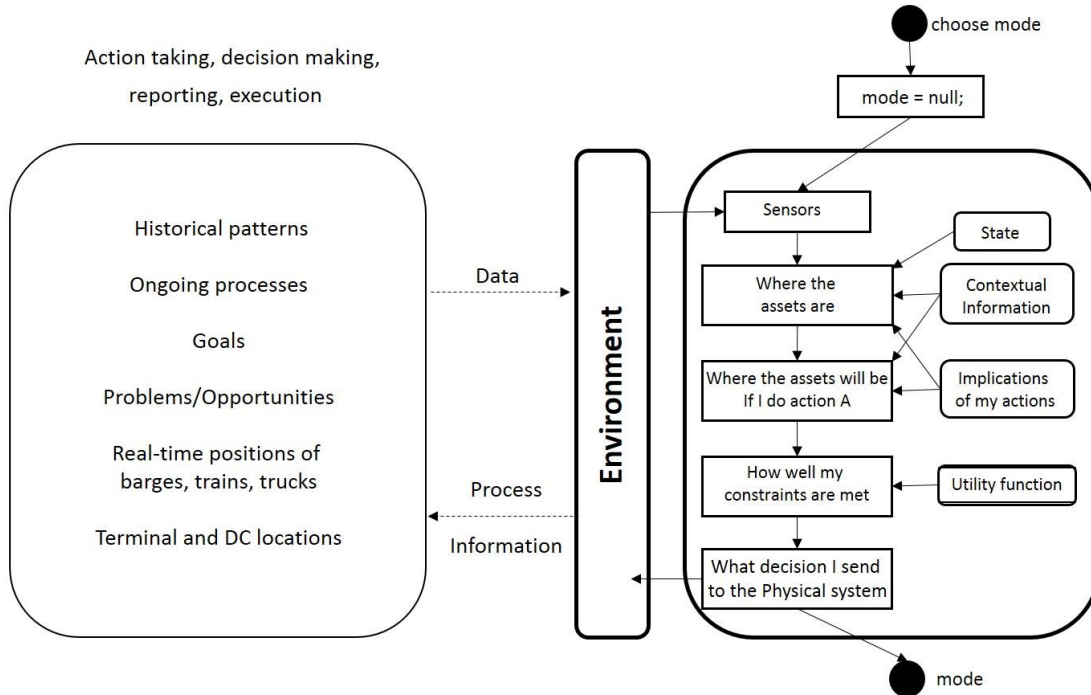 Action taking, decision making,
reporting, execution
Historical patterns
Ongoing processes
Goals
Problems/Opportunities
Real-time positions of
barges, trains, trucks
Terminal and DC locations
Data
Process
Information
Environment
choose mode
mode = null;
Sensors
State
Where the
assets are
Contextual
Information
Where the assets will be
If I do action A
Implications
of my actions
How well my
constraints are met
Utility function
What decision I send
to the Physical system
mode